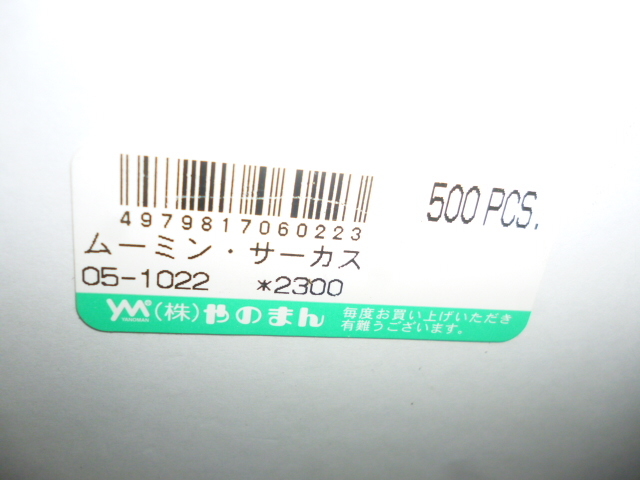 500 PCS.
4979817060223
ムーミン・サーカス
05-1022 *2300
YM YANOMAN (株)やのまん 毎度お買い上げいただき
有難うございます。